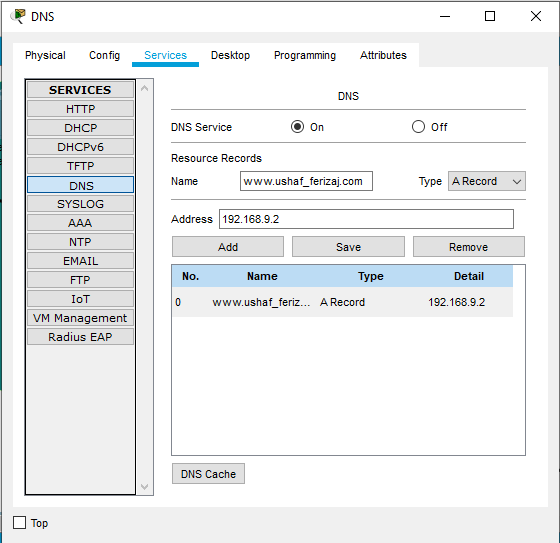 DNS
Physical Config Services Desktop Programming Attributes
SERVICES
HTTP
DHCP
DHCPv6
TFTP
DNS
SYSLOG
AAA
NTP
EMAIL
FTP
IoT
VM Management
Radius EAP
DNS
DNS Service On Off
Resource Records
Name www.ushaf_ferizaj.com Type A Record
Address 192.168.9.2
Add Save Remove
No. Name Type Detail
0 www.ushaf_feriz... A Record 192.168.9.2
DNS Cache
Top